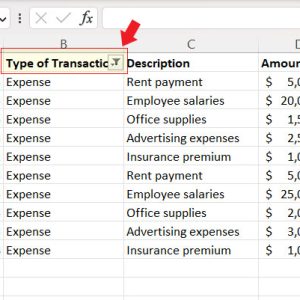 fx
B C D
Type of Transactio Description Amou
Expense Rent payment $ 5,0
Expense Employee salaries $ 20,0
Expense Office supplies $ 1,5
Expense Advertising expenses $ 2,5
Expense Insurance premium $ 1,0
Expense Rent payment $ 5,0
Expense Employee salaries $ 25,0
Expense Office supplies $ 2,0
Expense Advertising expenses $ 3,0
Expense Insurance premium $ 1,0